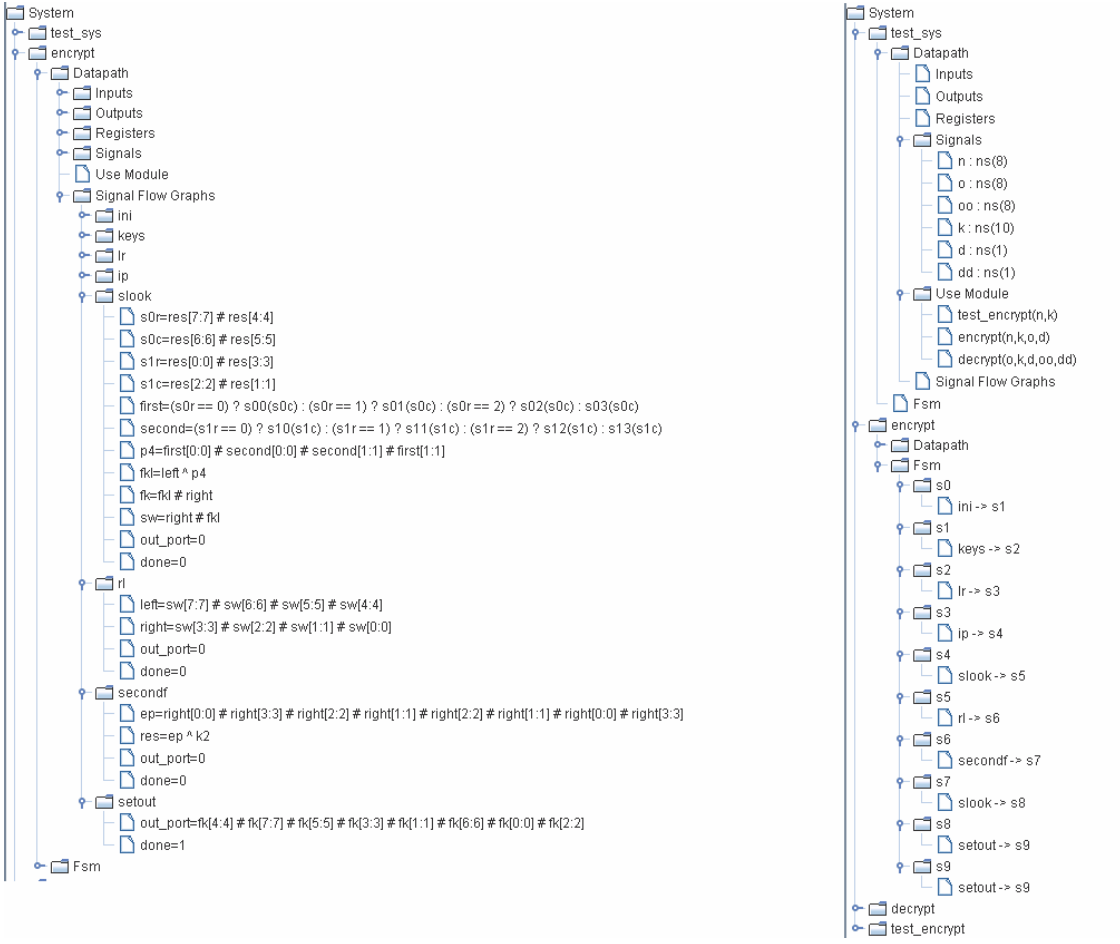 System
test_sys
encrypt
Datapath
Inputs
Outputs
Registers
Signals
Use Module
Signal Flow Graphs
ini
keys
lr
ip
slook
s0r=res[7:7] # res[4:4]
s0c=res[6:6] # res[5:5]
s1r=res[0:0] # res[3:3]
s1c=res[2:2] # res[1:1]
first=(s0r == 0) ? s00(s0c) : (s0r == 1) ? s01(s0c) : (s0r == 2) ? s02(s0c) : s03(s0c)
second=(s1r == 0) ? s10(s1c) : (s1r == 1) ? s11(s1c) : (s1r == 2) ? s12(s1c) : s13(s1c)
p4=first[0:0] # second[0:0] # second[1:1] # first[1:1]
fkl=left ^ p4
fk=fkl # right
sw=right # fkl
out_port=0
done=0
rl
left=sw[7:7] # sw[6:6] # sw[5:5] # sw[4:4]
right=sw[3:3] # sw[2:2] # sw[1:1] # sw[0:0]
out_port=0
done=0
secondf
ep=right[0:0] # right[3:3] # right[2:2] # right[1:1] # right[2:2] # right[1:1] # right[0:0] # right[3:3]
res=ep ^ k2
out_port=0
done=0
setout
out_port=fk[4:4] # fk[7:7] # fk[5:5] # fk[3:3] # fk[1:1] # fk[6:6] # fk[0:0] # fk[2:2]
done=1
Fsm
System
test_sys
Datapath
Inputs
Outputs
Registers
Signals
n : ns(8)
o : ns(8)
oo : ns(8)
k : ns(10)
d : ns(1)
dd : ns(1)
Use Module
test_encrypt(n,k)
encrypt(n,k,o,d)
decrypt(o,k,d,oo,dd)
Signal Flow Graphs
Fsm
encrypt
Datapath
Fsm
s0
ini -> s1
s1
keys -> s2
s2
lr -> s3
s3
ip -> s4
s4
slook -> s5
s5
rl -> s6
s6
secondf -> s7
s7
slook -> s8
s8
setout -> s9
s9
setout -> s9
decrypt
test_encrypt